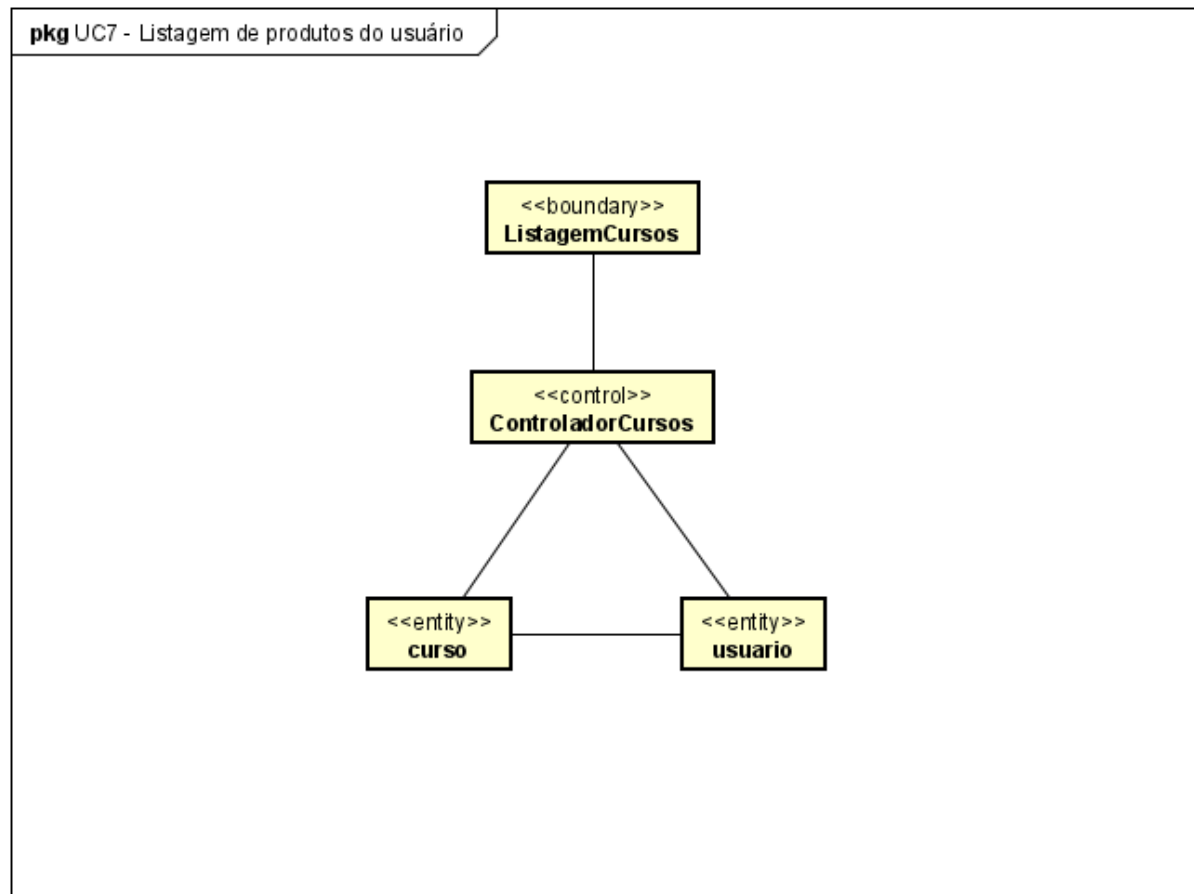 pkg UC7 - Listagem de produtos do usuário
<<boundary>>
ListagemCursos
<<control>>
ControladorCursos
<<entity>>
curso
<<entity>>
usuario